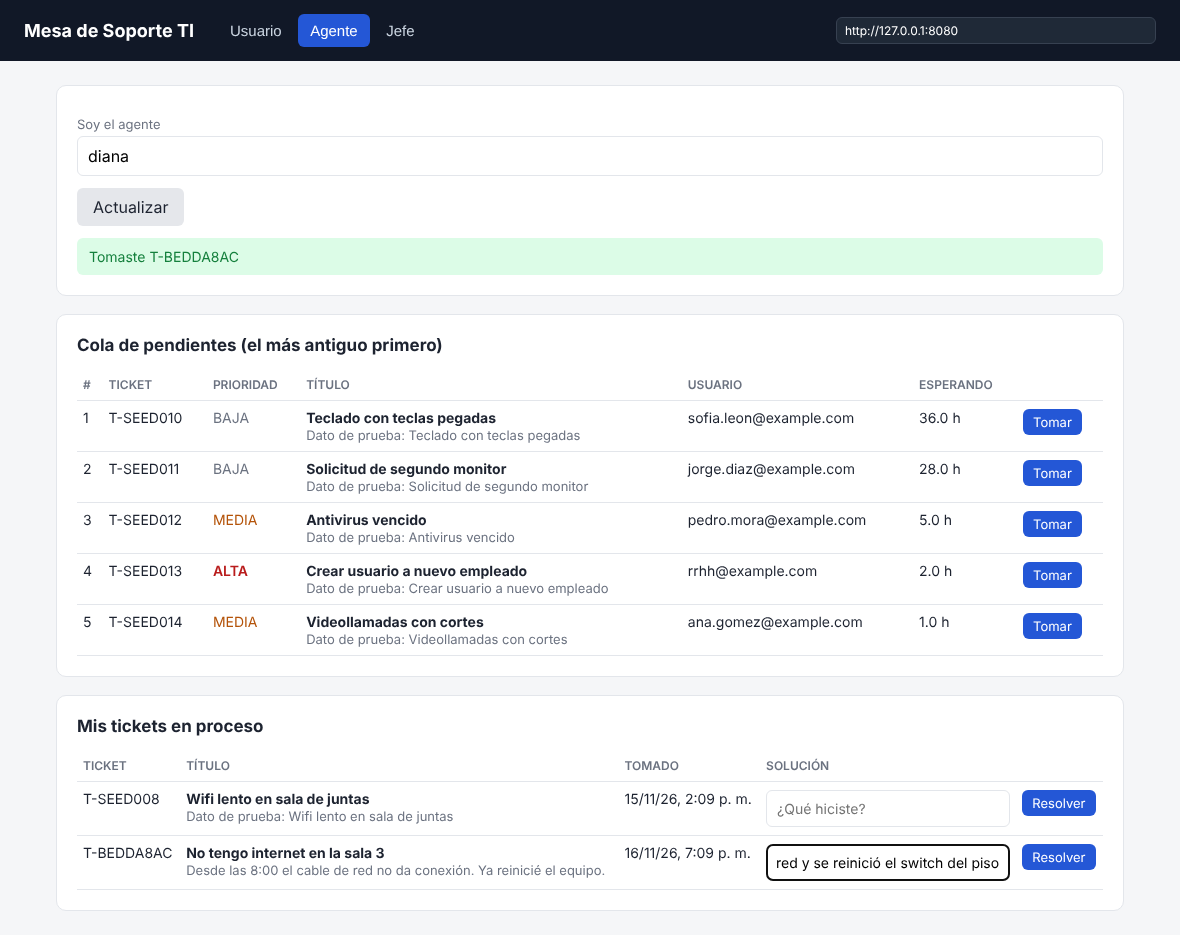 Mesa de Soporte TI Usuario Agente Jefe http://127.0.0.1:8080
Soy el agente
diana
Actualizar
Tomaste T-BEDDA8AC
Cola de pendientes (el más antiguo primero)
# TICKET PRIORIDAD TÍTULO USUARIO ESPERANDO
1 T-SEED010 BAJA Teclado con teclas pegadas sofia.leon@example.com 36.0 h Tomar
Dato de prueba: Teclado con teclas pegadas
2 T-SEED011 BAJA Solicitud de segundo monitor jorge.diaz@example.com 28.0 h Tomar
Dato de prueba: Solicitud de segundo monitor
3 T-SEED012 MEDIA Antivirus vencido pedro.mora@example.com 5.0 h Tomar
Dato de prueba: Antivirus vencido
4 T-SEED013 ALTA Crear usuario a nuevo empleado rrhh@example.com 2.0 h Tomar
Dato de prueba: Crear usuario a nuevo empleado
5 T-SEED014 MEDIA Videollamadas con cortes ana.gomez@example.com 1.0 h Tomar
Dato de prueba: Videollamadas con cortes
Mis tickets en proceso
TICKET TÍTULO TOMADO SOLUCIÓN
T-SEED008 Wifi lento en sala de juntas 15/11/26, 2:09 p. m. ¿Qué hiciste? Resolver
Dato de prueba: Wifi lento en sala de juntas
T-BEDDA8AC No tengo internet en la sala 3 16/11/26, 7:09 p. m. red y se reinició el switch del piso Resolver
Desde las 8:00 el cable de red no da conexión. Ya reinicié el equipo.